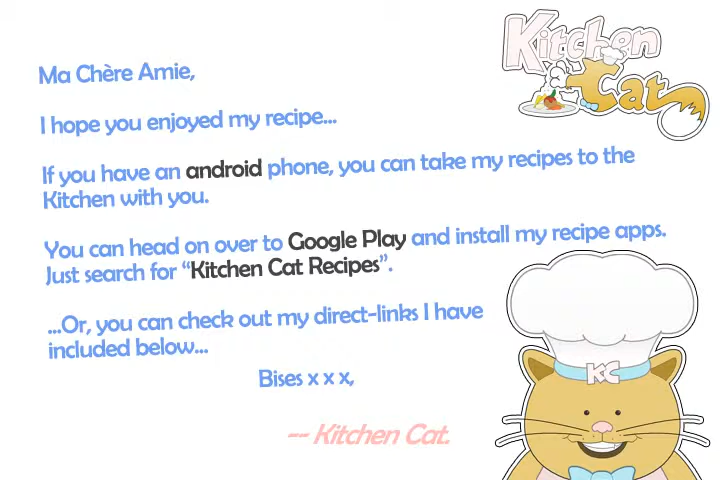 Kitchen
Cat
Ma Chère Amie,
I hope you enjoyed my recipe...
If you have an android phone, you can take my recipes to the
Kitchen with you.
You can head on over to Google Play and install my recipe apps.
Just search for “Kitchen Cat Recipes”.
...Or, you can check out my direct-links I have
included below...
Bises x x x,
-- Kitchen Cat.
KC